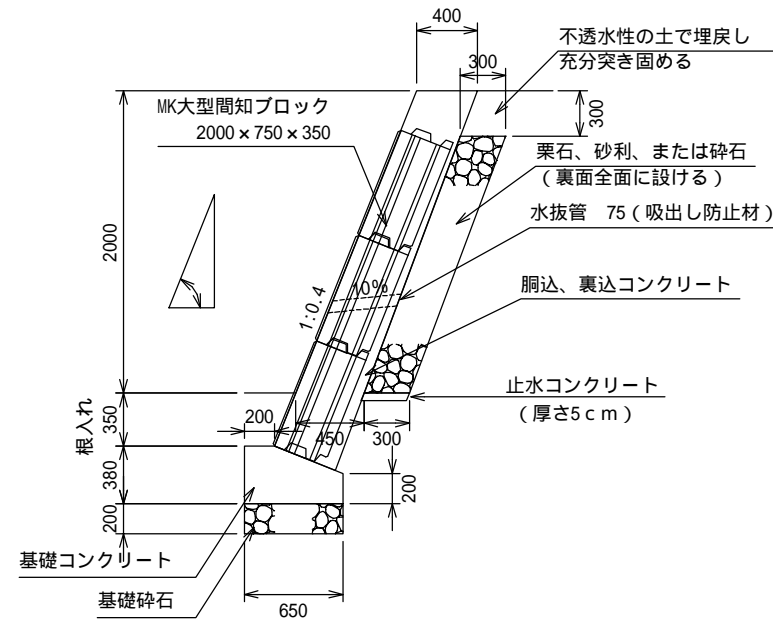 400
不透水性の土で埋戻し
充分突き固める
300
MK大型間知ブロック
2000×750×350
300
栗石、砂利、または砕石
（裏面全面に設ける）
水抜管 75（吸出し防止材）
2000
10%
1:0.4
胴込、裏込コンクリート
止水コンクリート
（厚さ5ｃｍ）
根入れ
350
200
450
300
380
200
200
基礎コンクリート
基礎砕石
650